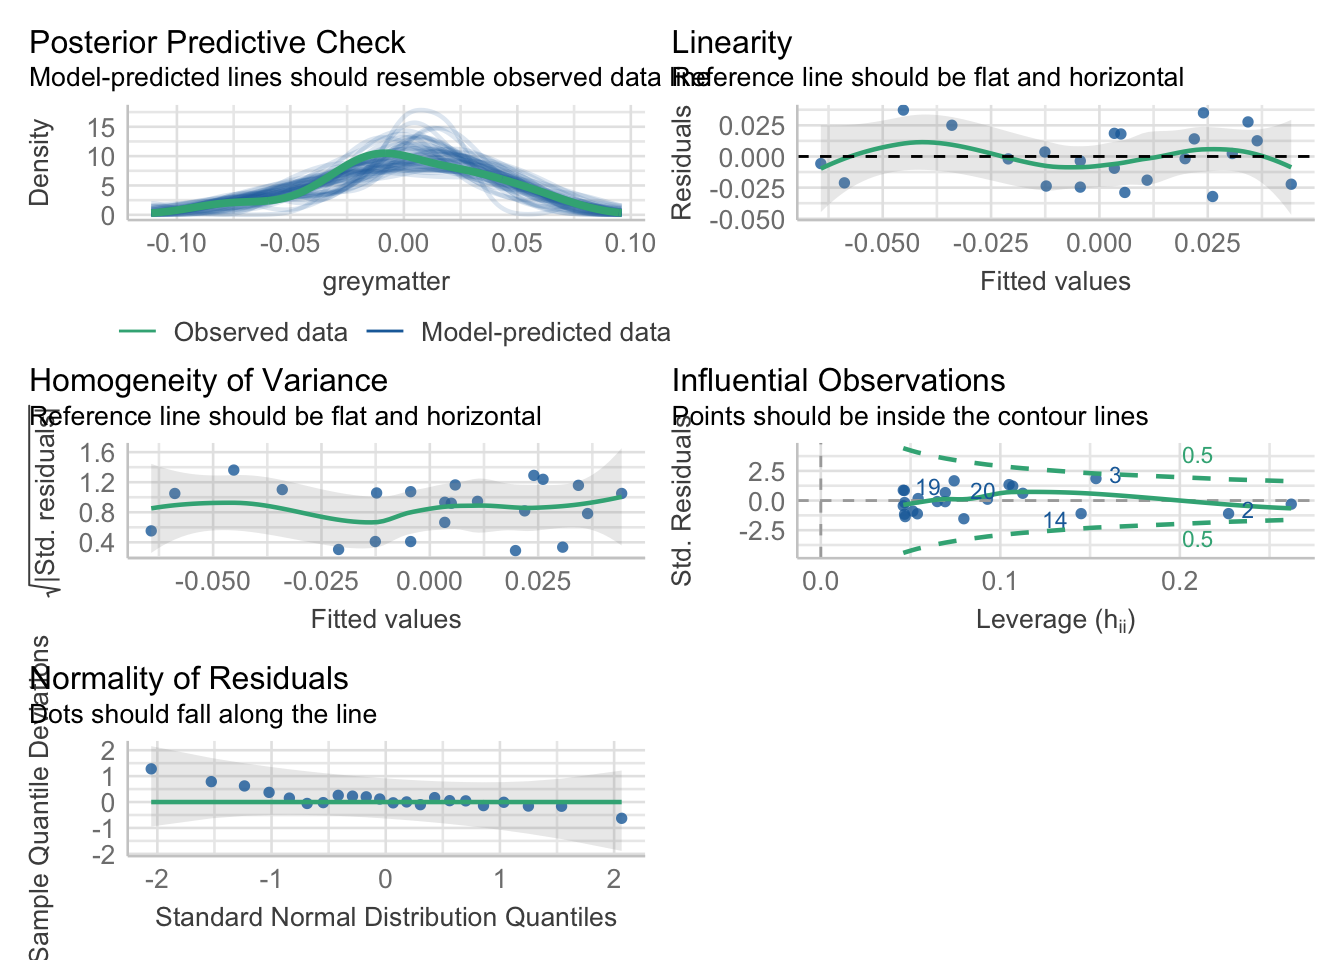 Posterior Predictive Check
Model-predicted lines should resemble observed data line
Density
15
10
5
0
-0.10
-0.05
0.00
0.05
0.10
greymatter
Observed data
Model-predicted data
Linearity
Reference line should be flat and horizontal
Residuals
0.025
0.000
-0.025
-0.050
-0.050
-0.025
0.000
0.025
Fitted values
Homogeneity of Variance
Reference line should be flat and horizontal
√|Std. residuals|
1.6
1.2
0.8
0.4
-0.050
-0.025
0.000
0.025
Fitted values
Influential Observations
Points should be inside the contour lines
Std. Residuals
2.5
0.0
-2.5
0.5
3
19
20
14
2
0.5
0.0
0.1
0.2
Leverage (hii)
Normality of Residuals
Dots should fall along the line
Sample Quantile Deviations
2
1
0
-1
-2
-2
-1
0
1
2
Standard Normal Distribution Quantiles